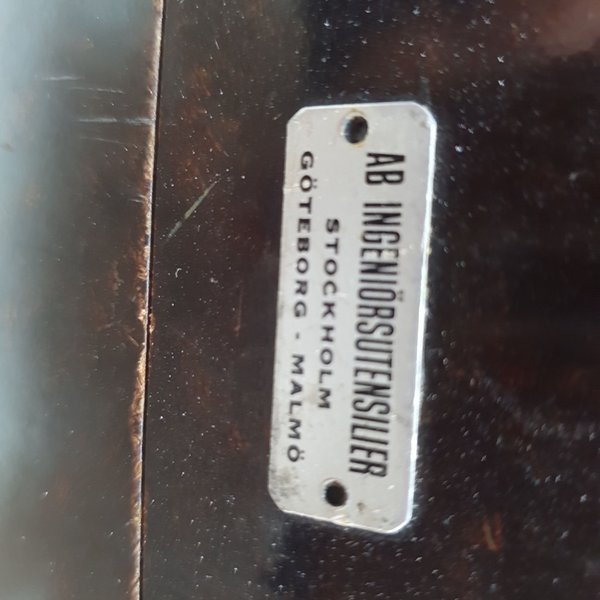 AB INGENIÖRSUTENSILIER
STOCKHOLM
GÖTEBORG - MALMÖ